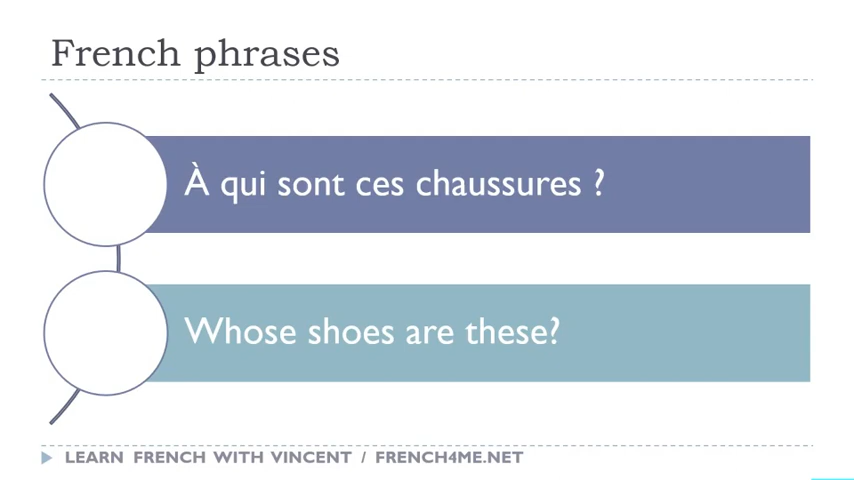 French phrases
À qui sont ces chaussures ?
Whose shoes are these?
LEARN FRENCH WITH VINCENT / FRENCH4ME.NET